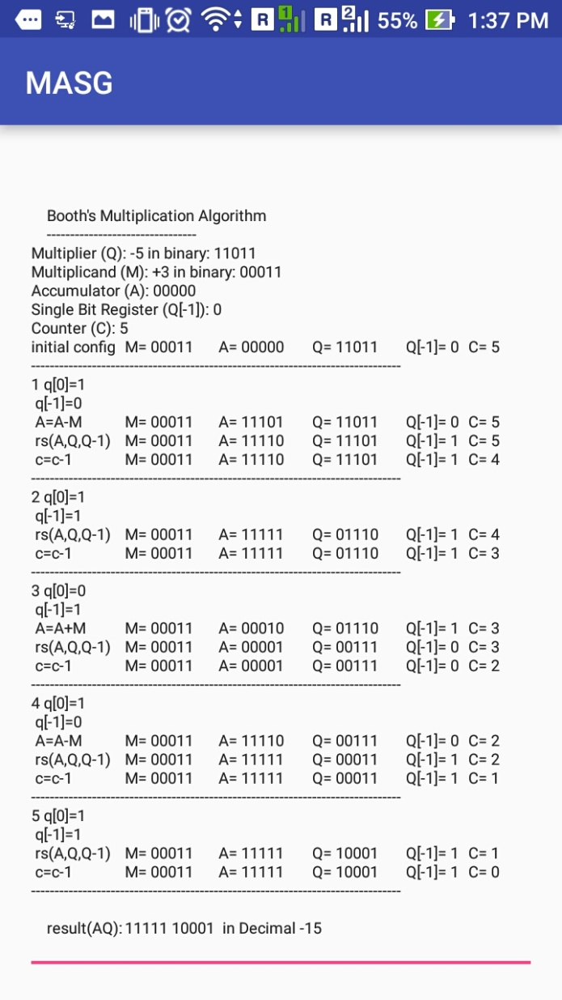 R 1 R 2 55% 1:37 PM
MASG
Booth's Multiplication Algorithm
--------------------------------
Multiplier (Q): -5 in binary: 11011
Multiplicand (M): +3 in binary: 00011
Accumulator (A): 00000
Single Bit Register (Q[-1]): 0
Counter (C): 5
initial config M= 00011 A= 00000 Q= 11011 Q[-1]= 0 C= 5
--------------------------------------------------------------------------------
1 q[0]=1
q[-1]=0
A=A-M M= 00011 A= 11101 Q= 11011 Q[-1]= 0 C= 5
rs(A,Q,Q-1) M= 00011 A= 11110 Q= 11101 Q[-1]= 1 C= 5
c=c-1 M= 00011 A= 11110 Q= 11101 Q[-1]= 1 C= 4
--------------------------------------------------------------------------------
2 q[0]=1
q[-1]=1
rs(A,Q,Q-1) M= 00011 A= 11111 Q= 01110 Q[-1]= 1 C= 4
c=c-1 M= 00011 A= 11111 Q= 01110 Q[-1]= 1 C= 3
--------------------------------------------------------------------------------
3 q[0]=0
q[-1]=1
A=A+M M= 00011 A= 00010 Q= 01110 Q[-1]= 1 C= 3
rs(A,Q,Q-1) M= 00011 A= 00001 Q= 00111 Q[-1]= 0 C= 3
c=c-1 M= 00011 A= 00001 Q= 00111 Q[-1]= 0 C= 2
--------------------------------------------------------------------------------
4 q[0]=1
q[-1]=0
A=A-M M= 00011 A= 11110 Q= 00111 Q[-1]= 0 C= 2
rs(A,Q,Q-1) M= 00011 A= 11111 Q= 00011 Q[-1]= 1 C= 2
c=c-1 M= 00011 A= 11111 Q= 00011 Q[-1]= 1 C= 1
--------------------------------------------------------------------------------
5 q[0]=1
q[-1]=1
rs(A,Q,Q-1) M= 00011 A= 11111 Q= 10001 Q[-1]= 1 C= 1
c=c-1 M= 00011 A= 11111 Q= 10001 Q[-1]= 1 C= 0
--------------------------------------------------------------------------------
result(AQ): 11111 10001 in Decimal -15